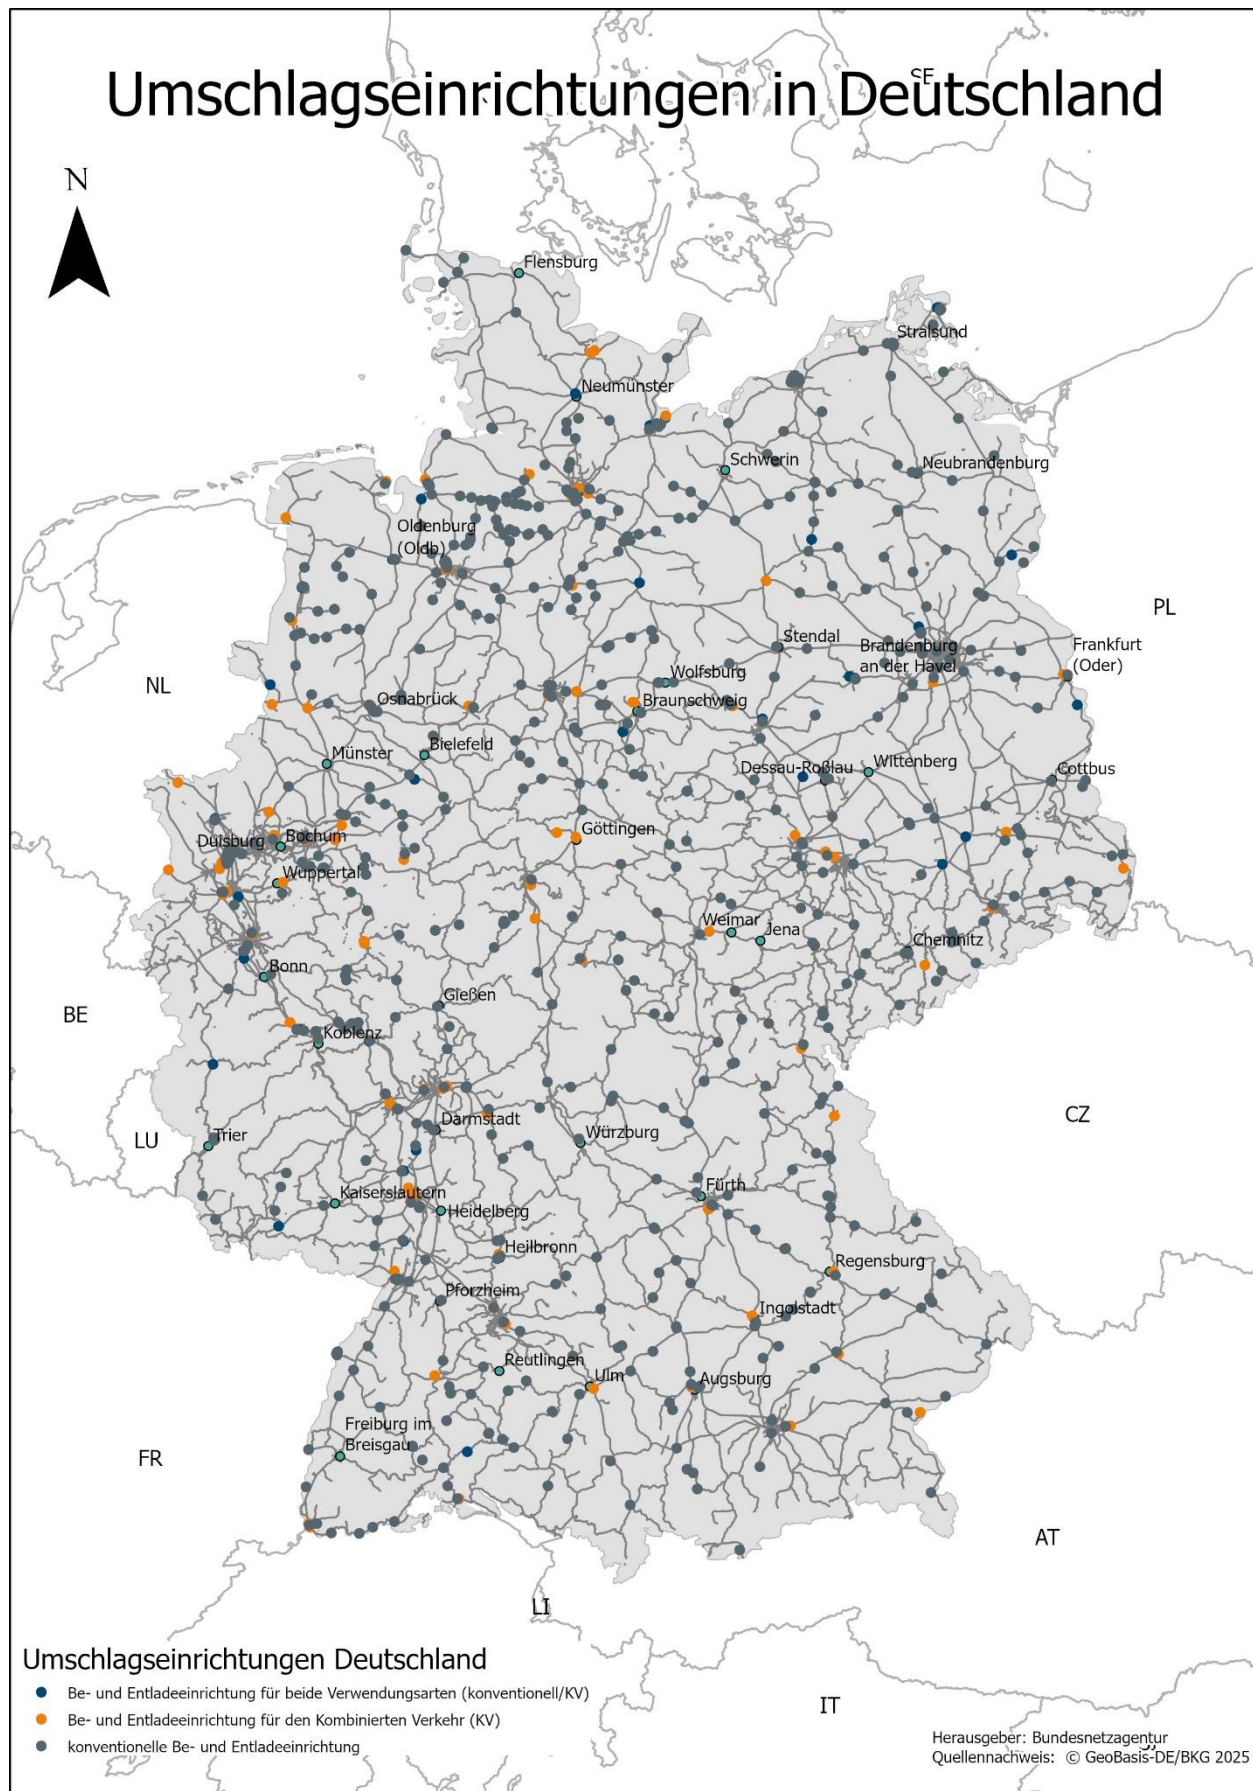 SE
Umschlagseinrichtungen in Deutschland
N
Flensburg
Stralsund
Neumünster
Schwerin
Neubrandenburg
Oldenburg
(Oldb)
PL
Stendal
Brandenburg
an der Havel
Frankfurt
(Oder)
NL
Wolfsburg
Osnabrück
Braunschweig
Münster
Bielefeld
Dessau-Roßlau
Wittenberg
Cottbus
Göttingen
Duisburg
Bochum
Wuppertal
Weimar
Jena
Chemnitz
Bonn
Gießen
BE
Koblenz
CZ
LU
Trier
Darmstadt
Würzburg
Kaiserslautern
Fürth
Heidelberg
Heilbronn
Regensburg
Pforzheim
Ingolstadt
Reutlingen
Ulm
Augsburg
Freiburg im
Breisgau
FR
AT
LI
Umschlagseinrichtungen Deutschland
Be- und Entladeeinrichtung für beide Verwendungsarten (konventionell/KV)
Be- und Entladeeinrichtung für den Kombinierten Verkehr (KV)
konventionelle Be- und Entladeeinrichtung
IT
Herausgeber: Bundesnetzagentur
Quellennachweis: © GeoBasis-DE/BKG 2025